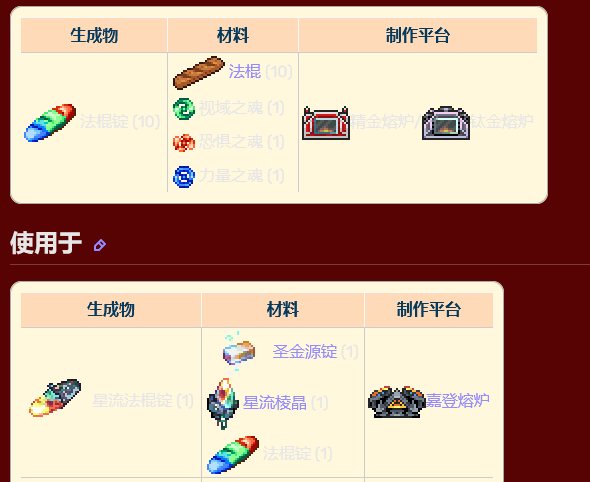 生成物 材料 制作平台
法棍 (10)
法棍锭 (10) 视域之魂 (1) 精金熔炉/钛金熔炉
恐惧之魂 (1)
力量之魂 (1)
使用于
生成物 材料 制作平台
圣金源锭 (1)
星流法棍锭 (1) 星流棱晶 (1) 嘉登熔炉
法棍锭 (1)